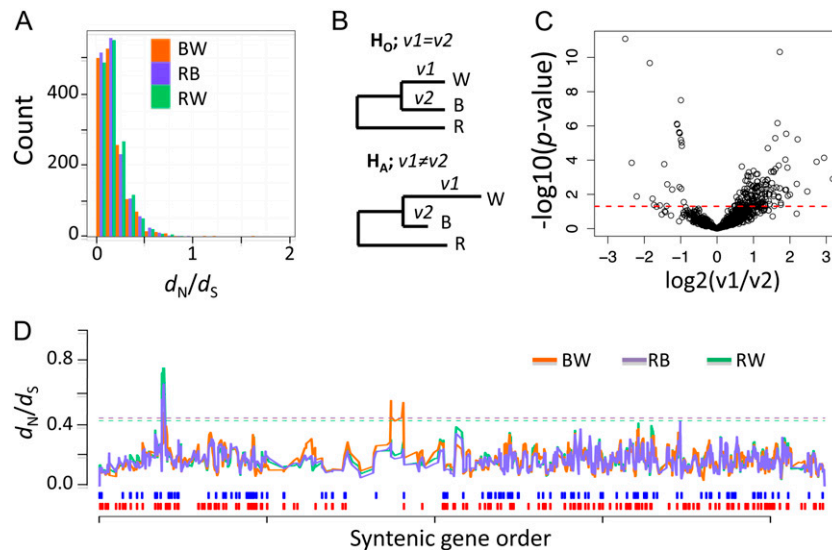 A
BW
RB
RW
Count
400
200
0
0
1
2
dN/dS
B
HO; v1=v2
v1
W
v2
B
R
HA; v1≠v2
v1
W
v2
B
R
C
-log10(p-value)
10
8
6
4
2
0
-3
-2
-1
0
1
2
3
log2(v1/v2)
D
BW
RB
RW
dN/dS
0.8
0.4
0.0
Syntenic gene order